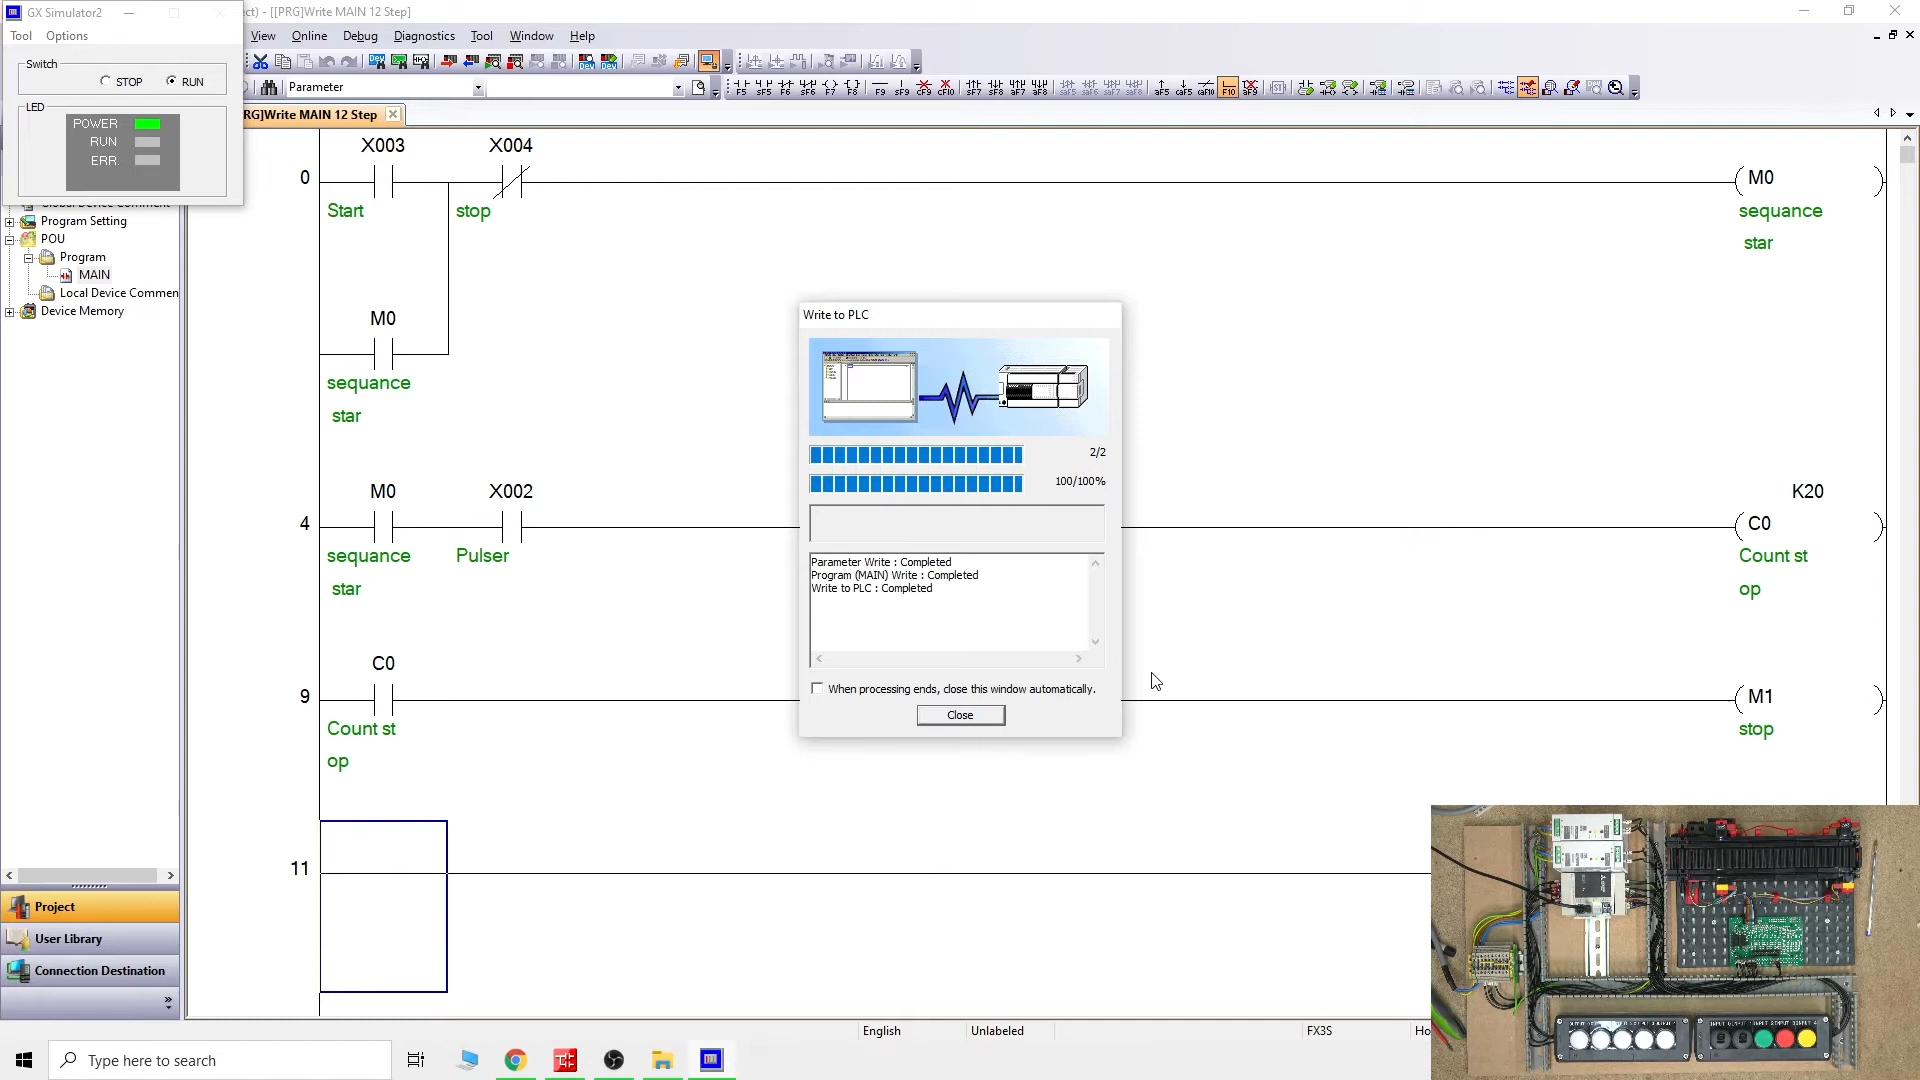 GX Simulator2
ct) - [[PRG]Write MAIN 12 Step]
Tool Options
View Online Debug Diagnostics Tool Window Help
Switch
STOP RUN
Parameter
LED
POWER
RUN
ERR.
RG]Write MAIN 12 Step
Program Setting
POU
Program
MAIN
Local Device Commen
Device Memory
X003 X004
0 M0
Start stop sequance
star
M0
sequance
star
M0 X002 K20
4 C0
sequance Pulser Count st
star op
C0
9 M1
Count st stop
op
11
Write to PLC
2/2
100/100%
Parameter Write : Completed
Program (MAIN) Write : Completed
Write to PLC : Completed
When processing ends, close this window automatically.
Close
Project
User Library
Connection Destination
English Unlabeled FX3S Ho
Type here to search